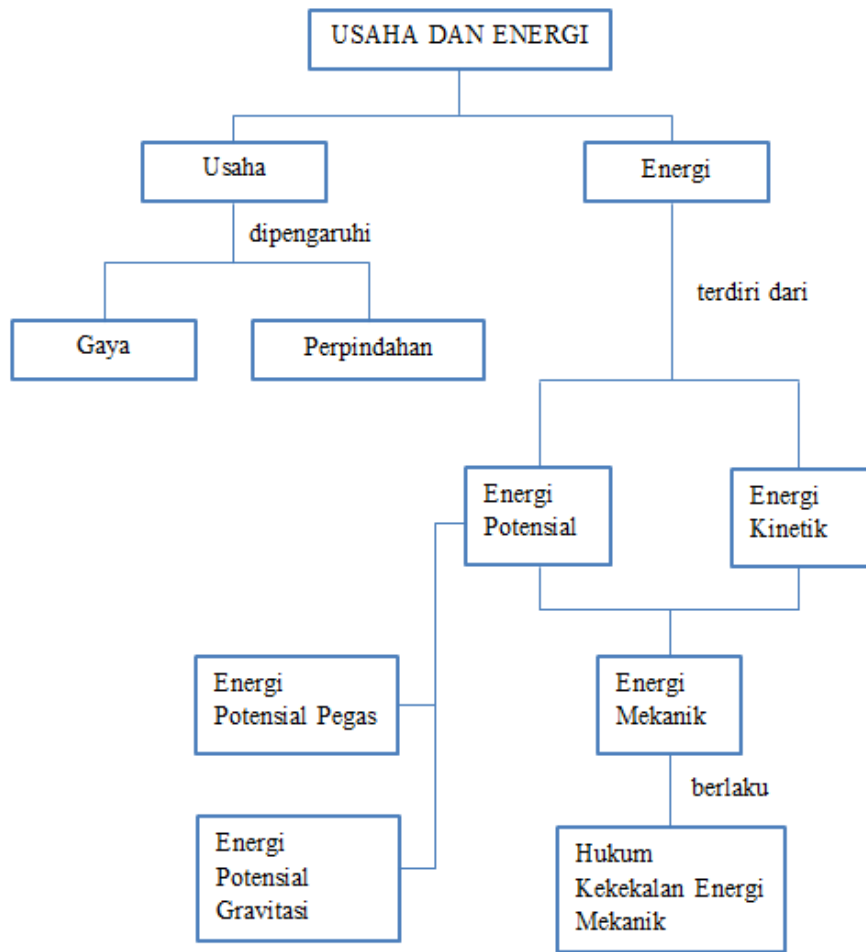 USAHA DAN ENERGI
Usaha
Energi
dipengaruhi
terdiri dari
Gaya
Perpindahan
Energi
Potensial
Energi
Kinetik
Energi
Potensial Pegas
Energi
Mekanik
berlaku
Energi
Potensial
Gravitasi
Hukum
Kekekalan Energi
Mekanik